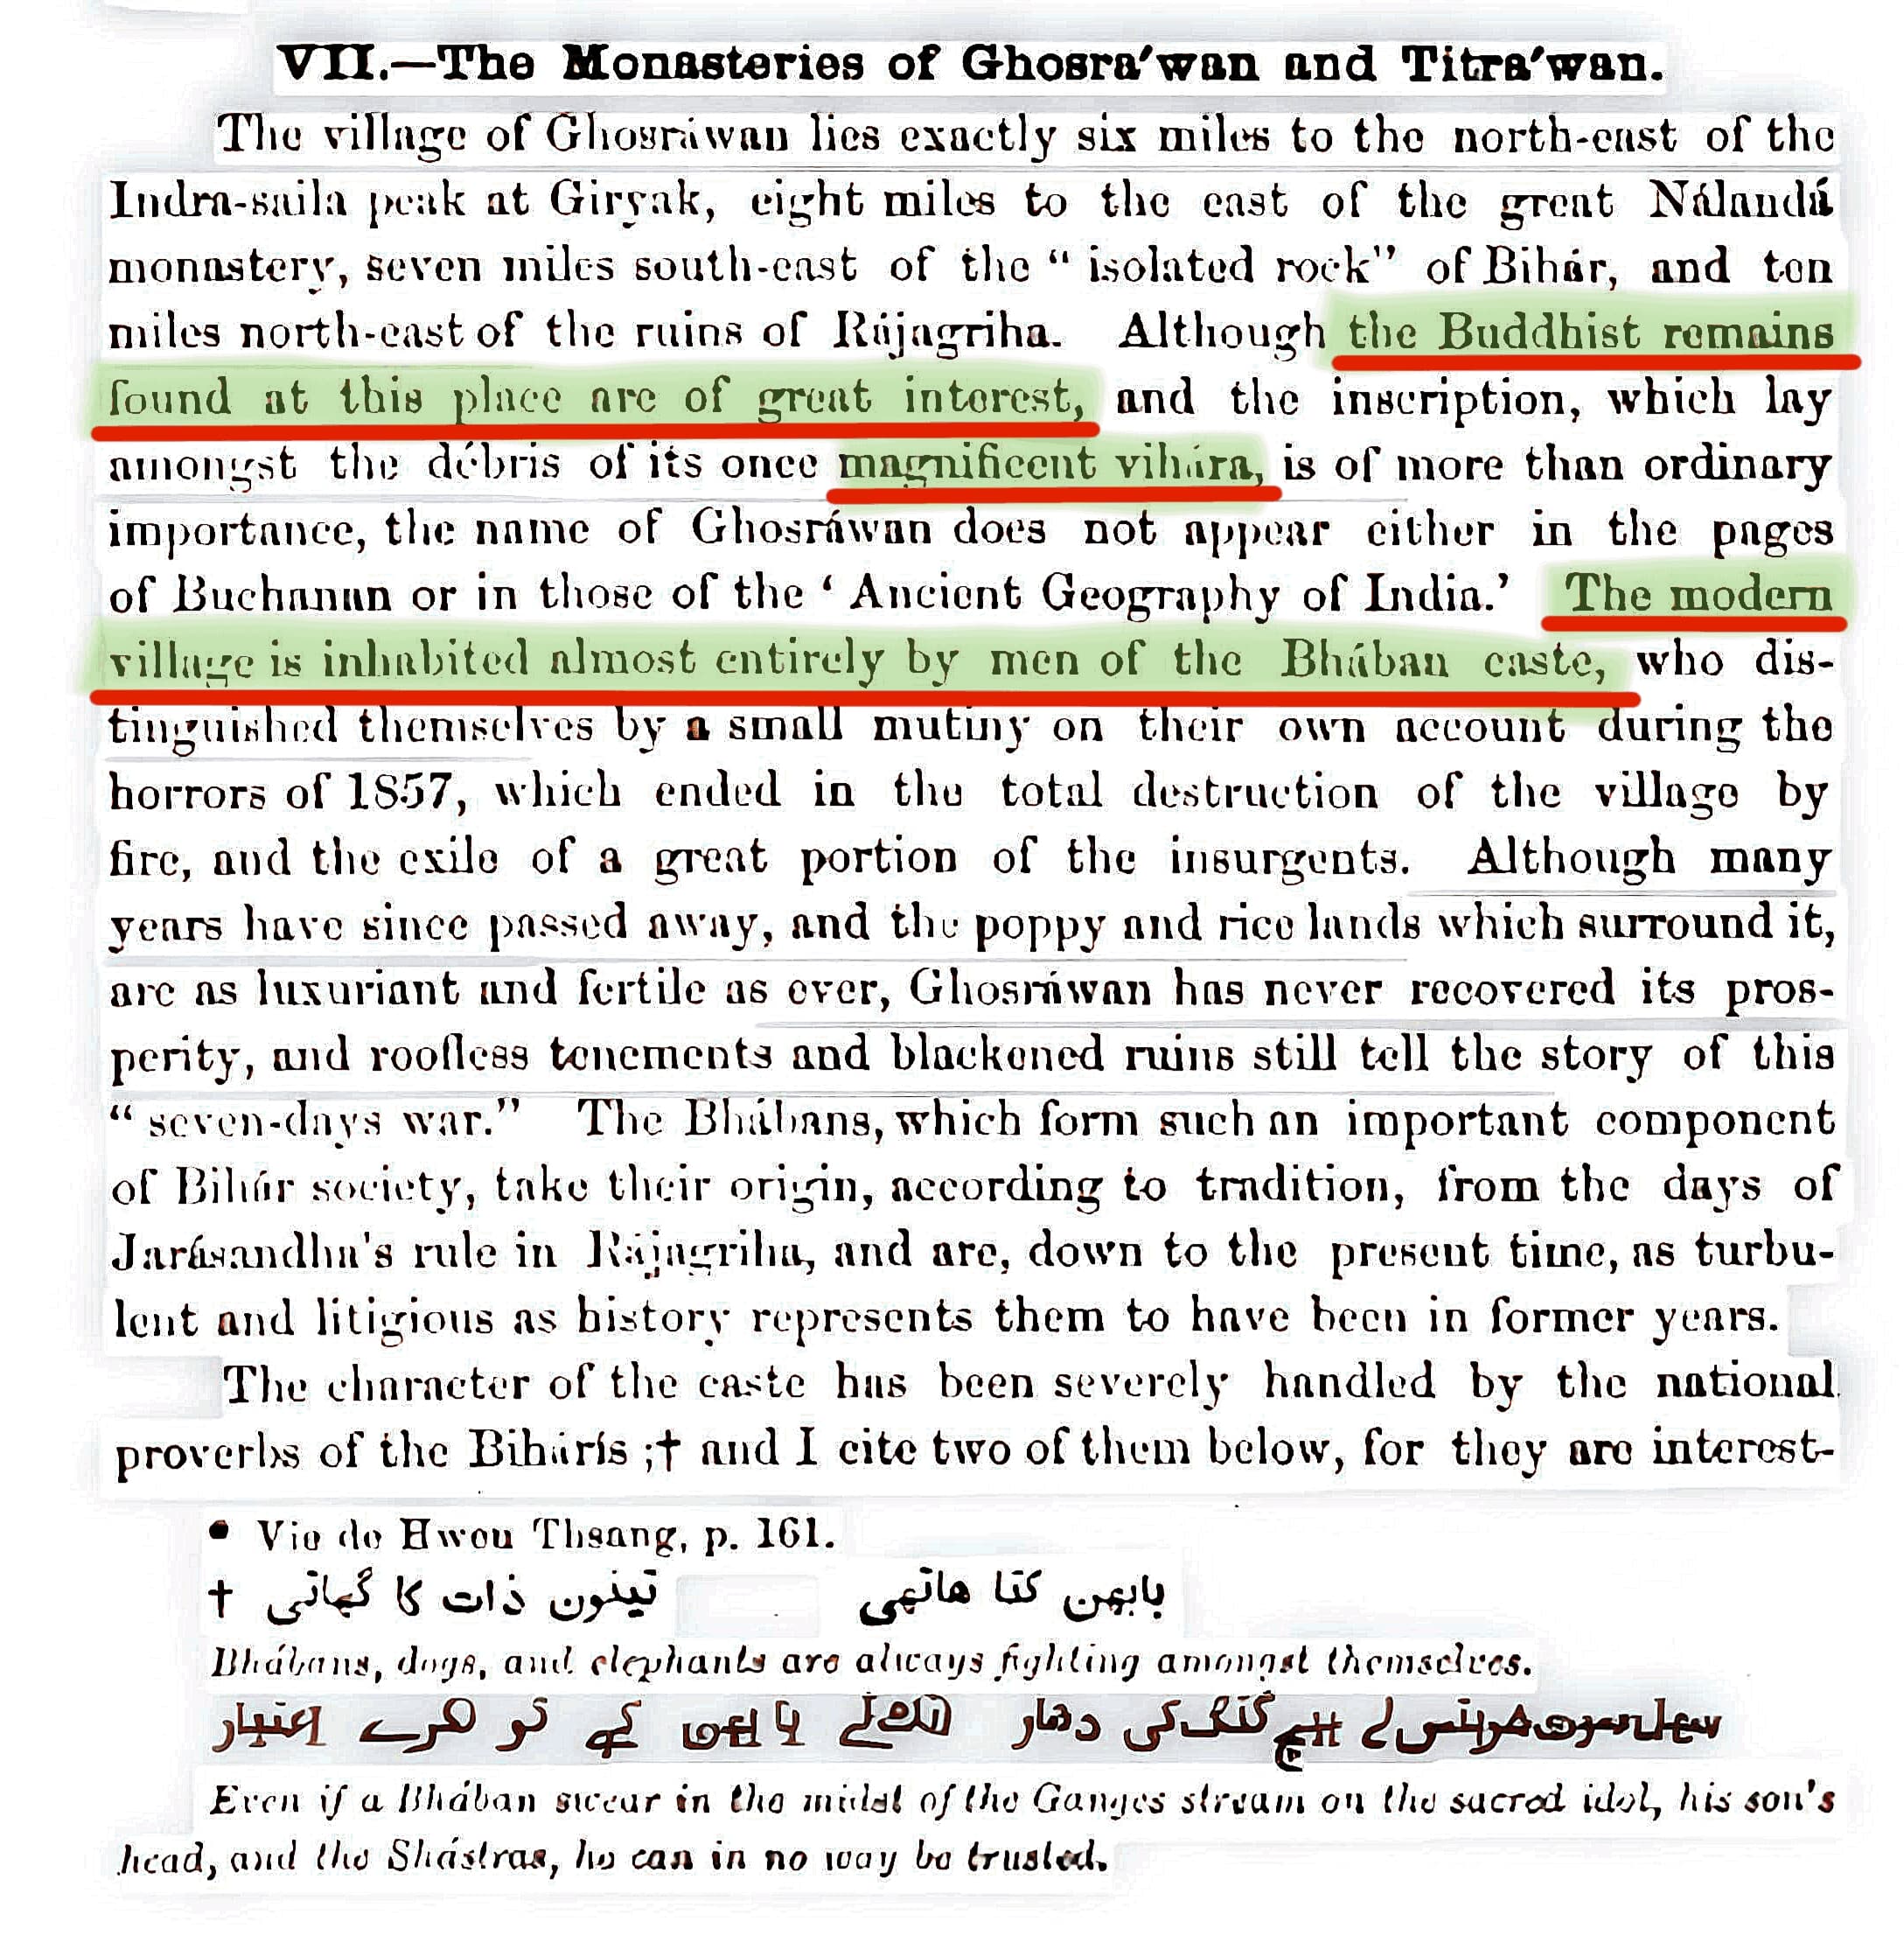 VII.—The Monasteries of Ghosra'wan and Titra'wan.
The village of Ghosráwan lies exactly six miles to the north-east of the
Indra-saila peak at Giryak, eight miles to the east of the great Nálandá
monastery, seven miles south-east of the “ isolated rock” of Bihár, and ten
miles north-east of the ruins of Rájagriha. Although the Buddhist remains
found at this place are of great interest, and the inscription, which lay
amongst the débris of its once magnificent vihára, is of more than ordinary
importance, the name of Ghosráwan does not appear either in the pages
of Buchanan or in those of the ‘ Ancient Geography of India.’ The modern
village is inhabited almost entirely by men of the Bhában caste, who dis-
tinguished themselves by a small mutiny on their own account during the
horrors of 1857, which ended in the total destruction of the village by
fire, and the exile of a great portion of the insurgents. Although many
years have since passed away, and the poppy and rice lands which surround it,
are as luxuriant and fertile as ever, Ghosráwan has never recovered its pros-
perity, and roofless tenements and blackened ruins still tell the story of this
“ seven-days war.” The Bhábans, which form such an important component
of Bihár society, take their origin, according to tradition, from the days of
Jarásandha's rule in Rájagriha, and are, down to the present time, as turbu-
lent and litigious as history represents them to have been in former years.
The character of the caste has been severely handled by the national
proverbs of the Biháris ;† and I cite two of them below, for they are interest-
• Vie de Hwou Thsang, p. 161.
† بابهن کتا هاتهی تینون ذات کا گهاتی
Bhábans, dogs, and elephants are always fighting amongst themselves.
بیچ گنگ کی دهار کے تو کرے اعتبار
Even if a Bhában swear in the midst of the Ganges stream on the sacred idol, his son's
head, and the Shástras, he can in no way be trusted.